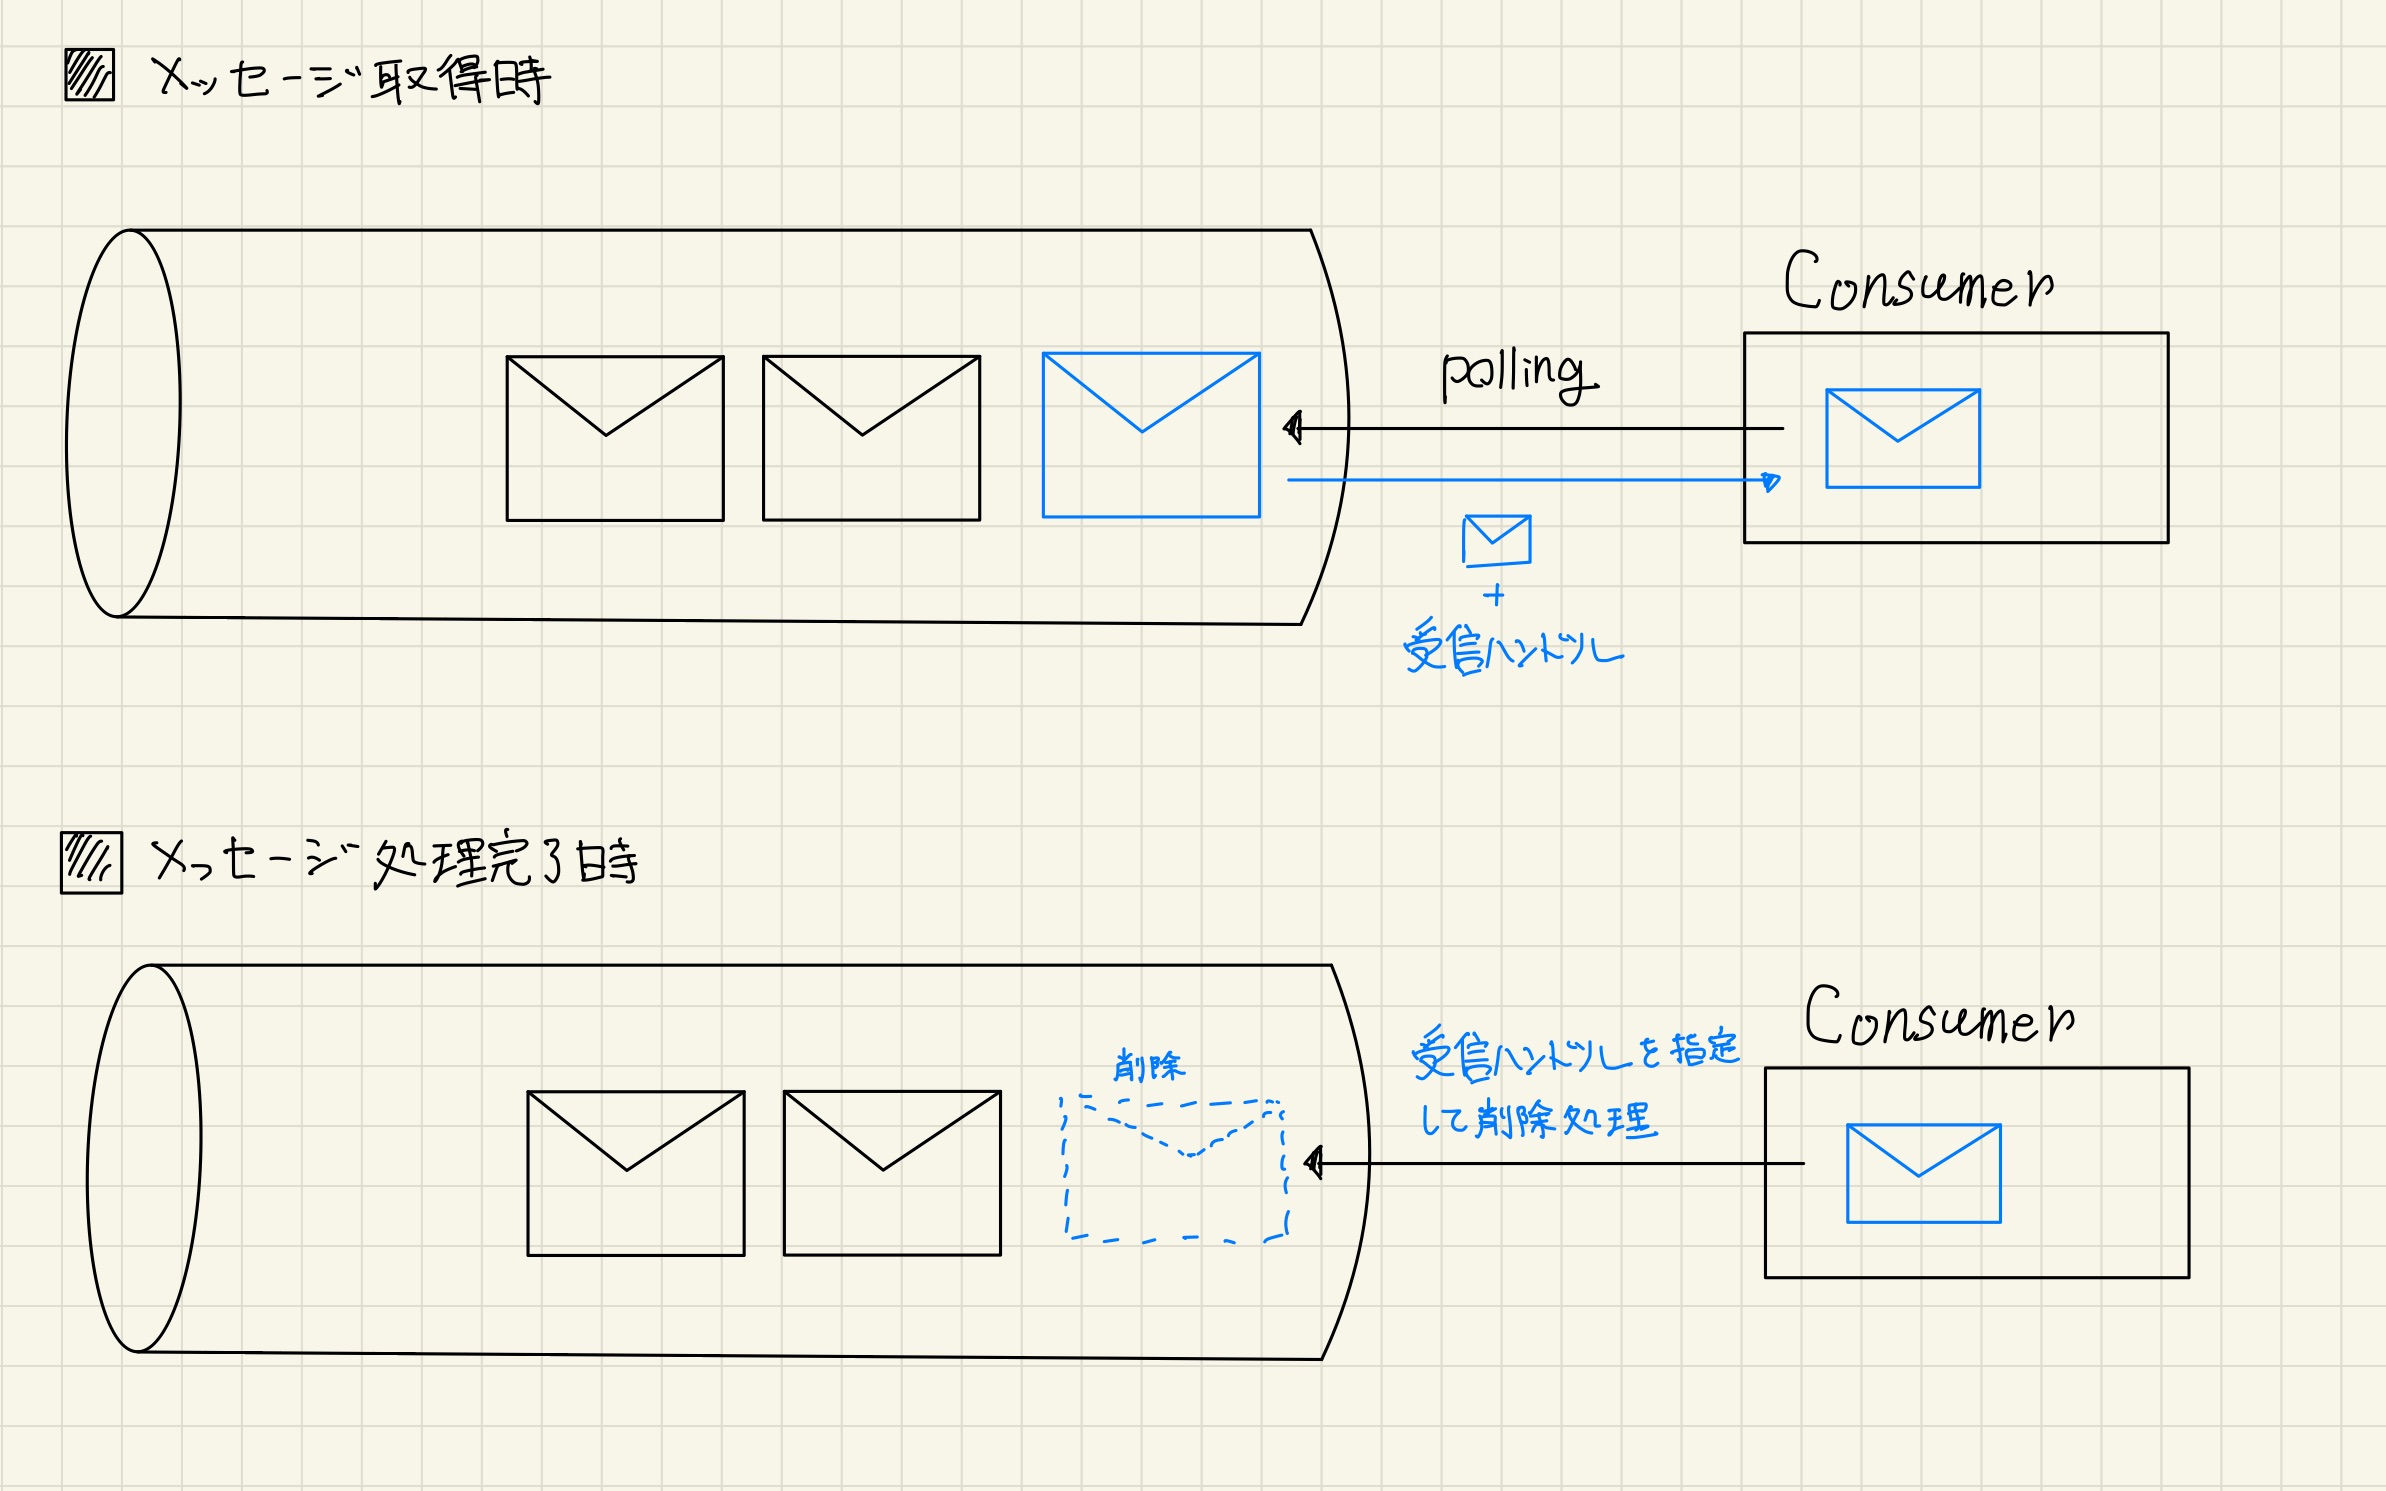 メッセージ取得時
Consumer
polling
+
受信ハンドル
メッセージ処理完了時
Consumer
削除
受信ハンドルを指定
して削除処理